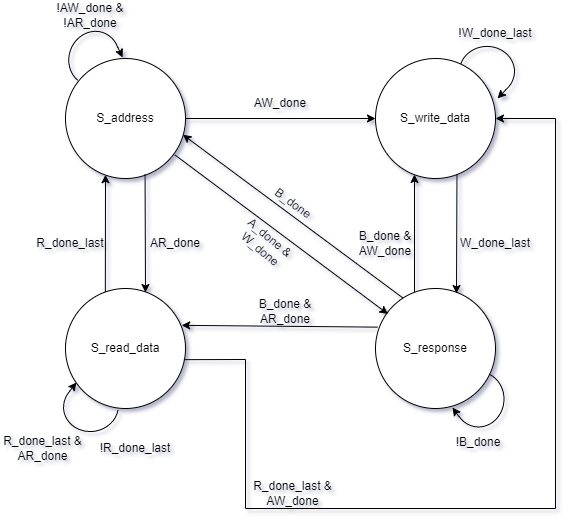 !AW_done &
!AR_done
!W_done_last
S_address
AW_done
S_write_data
B_done
A_done &
W_done
R_done_last
AR_done
B_done &
AW_done
W_done_last
B_done &
AR_done
S_read_data
S_response
R_done_last &
AR_done
!R_done_last
!B_done
R_done_last &
AW_done